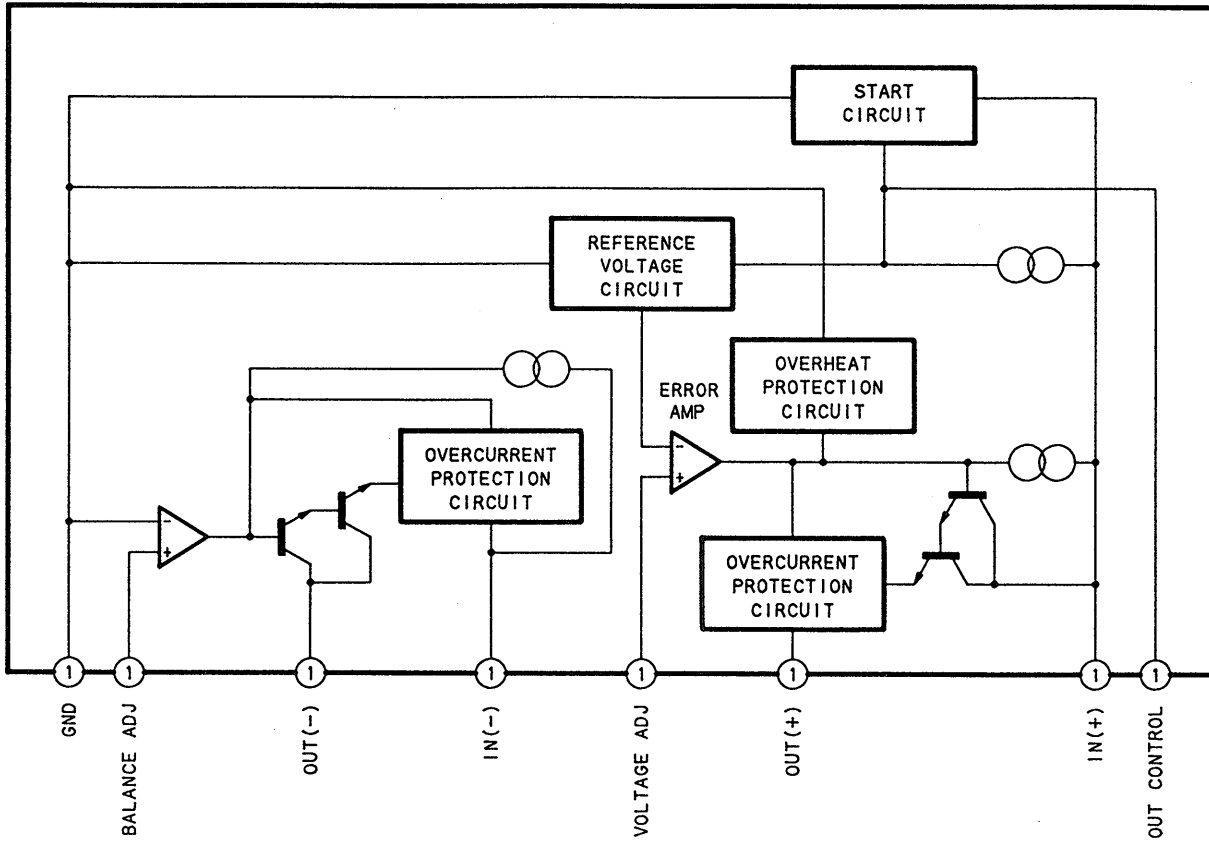 START
CIRCUIT
REFERENCE
VOLTAGE
CIRCUIT
OVERHEAT
PROTECTION
CIRCUIT
ERROR
AMP
-
+
OVERCURRENT
PROTECTION
CIRCUIT
-
+
OVERCURRENT
PROTECTION
CIRCUIT
1
1
1
1
1
1
1
1
GND
BALANCE ADJ
OUT(-)
IN(-)
VOLTAGE ADJ
OUT(+)
IN(+)
OUT CONTROL